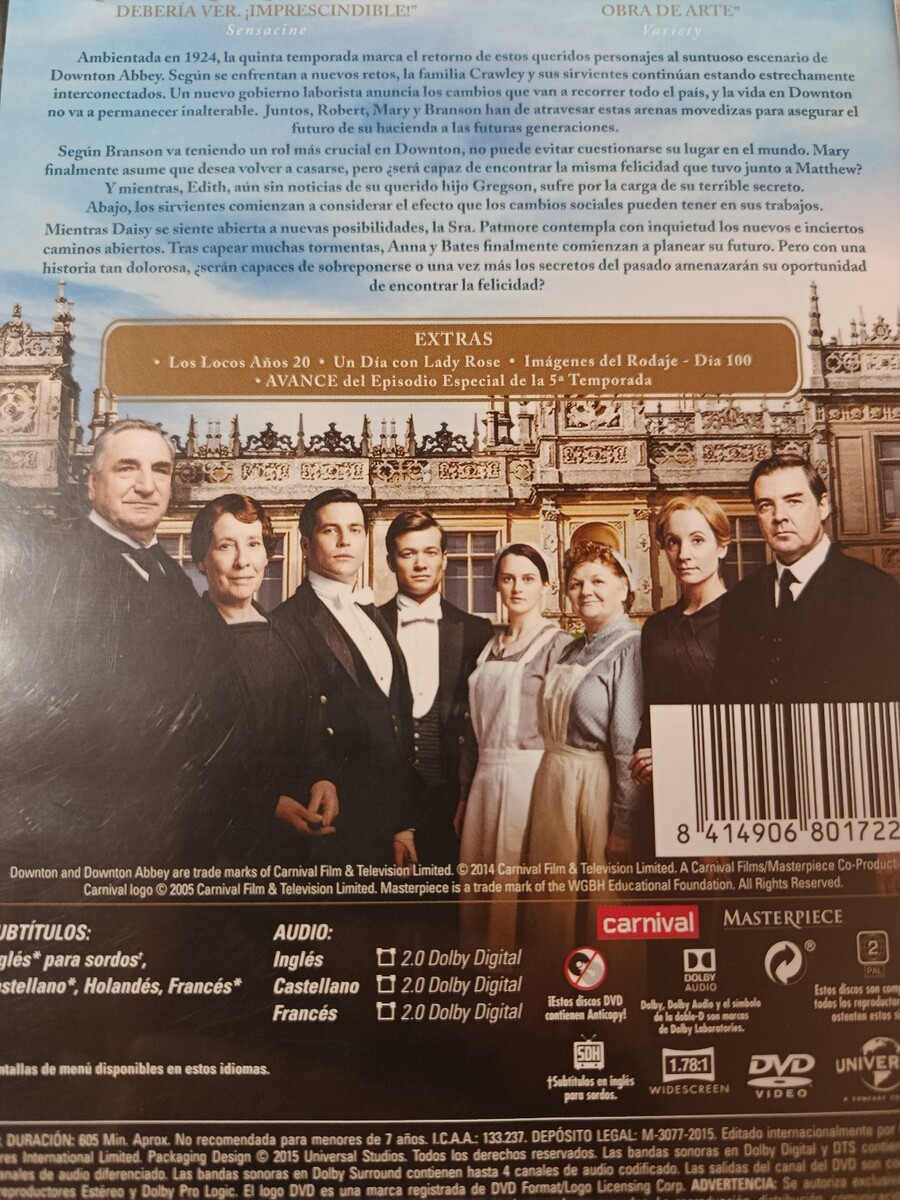 DEBERÍA VER. ¡IMPRESCINDIBLE!"
Sensacine
OBRA DE ARTE"
Variety
Ambientada en 1924, la quinta temporada marca el retorno de estos queridos personajes al suntuoso escenario de
Downton Abbey. Según se enfrentan a nuevos retos, la familia Crawley y sus sirvientes continúan estando estrechamente
interconectados. Un nuevo gobierno laborista anuncia los cambios que van a recorrer todo el país, y la vida en Downton
no va a permanecer inalterable. Juntos, Robert, Mary y Branson han de atravesar estas arenas movedizas para asegurar el
futuro de su hacienda a las futuras generaciones.
Según Branson va teniendo un rol más crucial en Downton, no puede evitar cuestionarse su lugar en el mundo. Mary
finalmente asume que desea volver a casarse, pero ¿será capaz de encontrar la misma felicidad que tuvo junto a Matthew?
Y mientras, Edith, aún sin noticias de su querido hijo Gregson, sufre por la carga de su terrible secreto.
Abajo, los sirvientes comienzan a considerar el efecto que los cambios sociales pueden tener en sus trabajos.
Mientras Daisy se siente abierta a nuevas posibilidades, la Sra. Patmore contempla con inquietud los nuevos e inciertos
caminos abiertos. Tras capear muchas tormentas, Anna y Bates finalmente comienzan a planear su futuro. Pero con una
historia tan dolorosa, ¿serán capaces de sobreponerse o una vez más los secretos del pasado amenazarán su oportunidad
de encontrar la felicidad?
EXTRAS
• Los Locos Años 20 • Un Día con Lady Rose • Imágenes del Rodaje - Día 100
• AVANCE del Episodio Especial de la 5ª Temporada
8 414906 801722
Downton and Downton Abbey are trade marks of Carnival Film & Television Limited. © 2014 Carnival Film & Television Limited. A Carnival Films/Masterpiece Co-Product
Carnival logo © 2005 Carnival Film & Television Limited. Masterpiece is a trade mark of the WGBH Educational Foundation. All Rights Reserved.
UBTÍTULOS:
glés* para sordos†,
astellano*, Holandés, Francés*
ntallas de menú disponibles en estos idiomas.
AUDIO:
Inglés 2.0 Dolby Digital
Castellano 2.0 Dolby Digital
Francés 2.0 Dolby Digital
carnival
MASTERPIECE
¡Estos discos DVD
contienen Anticopy!
DOLBY
AUDIO
Dolby, Dolby Audio y el símbolo
de la doble-D son marcas
de Dolby Laboratories.
®
2
PAL
Estos discos son com
todos los reproducto
ostenten estos s
SDH
†Subtítulos en inglés
para sordos.
1.78:1
WIDESCREEN
DVD
VIDEO
UNIVER
A COMCAST CO
: DURACIÓN: 605 Min. Aprox. No recomendada para menores de 7 años. I.C.A.A.: 133.237. DEPÓSITO LEGAL: M-3077-2015. Editado internacionalmente por
res International Limited. Packaging Design © 2015 Universal Studios. Todos los derechos reservados. Las bandas sonoras en Dolby Digital y DTS contien
nales de audio diferenciado. Las bandas sonoras en Dolby Surround contienen hasta 4 canales de audio codificado. Las salidas del canal del DVD son co
productores Estéreo y Dolby Pro Logic. El logo DVD es una marca registrada de DVD Format/Logo Licensing Corp. ADVERTENCIA: Se autoriza exclus